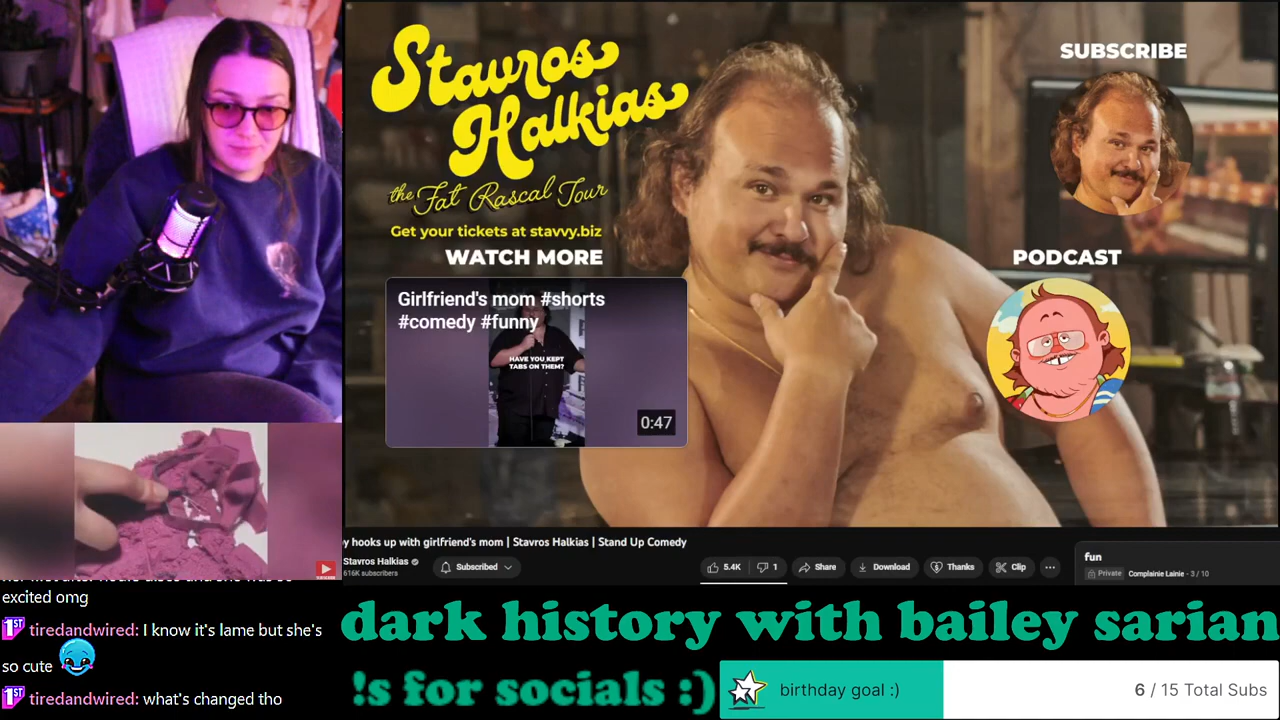 Stavros
Halkias
the Fat Rascal Tour
Get your tickets at stavvy.biz
WATCH MORE
Girlfriend's mom #shorts
#comedy #funny
HAVE YOU KEPT
TABS ON THEM?
0:47
SUBSCRIBE
PODCAST
y hooks up with girlfriend's mom | Stavros Halkias | Stand Up Comedy
Stavros Halkias
616K subscribers
Subscribed
5.4K
1
Share
Download
Thanks
Clip
fun
Private Complainie Lainie - 3 / 10
excited omg
1ST tiredandwired: I know it's lame but she's
so cute
1ST tiredandwired: what's changed tho
dark history with bailey sarian
!s for socials :)
birthday goal :)
6 / 15 Total Subs